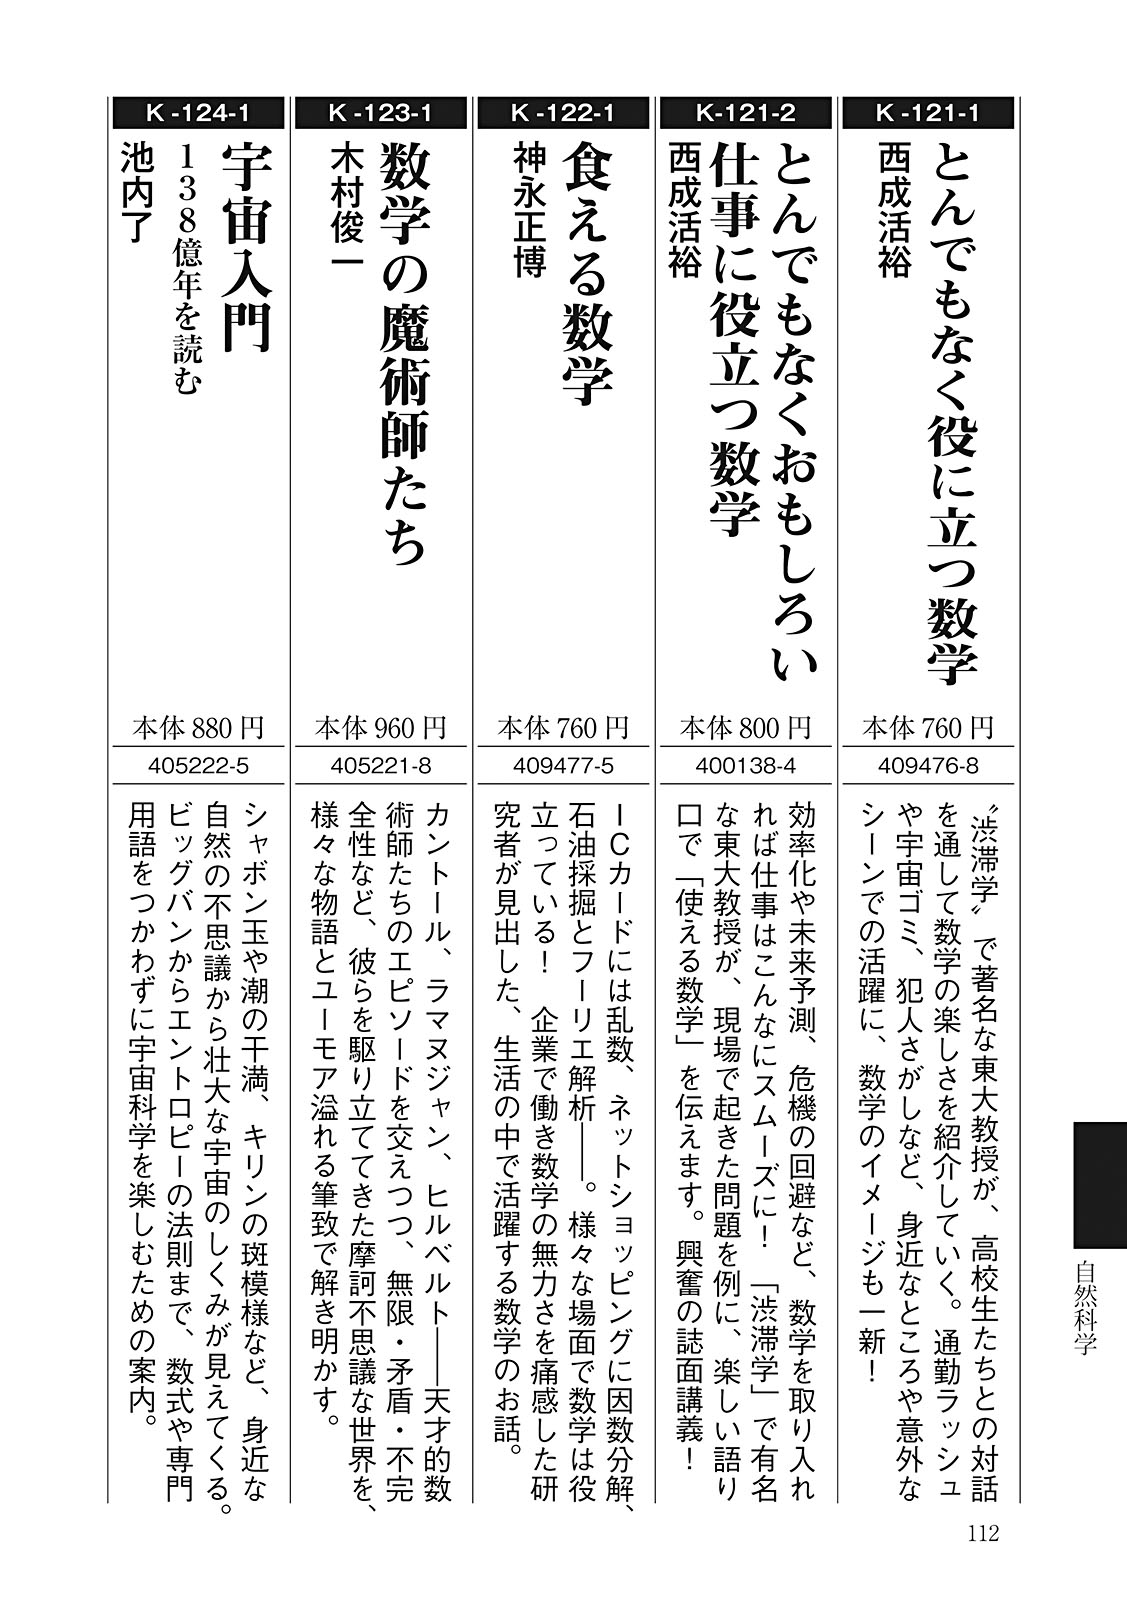 K-121-1
とんでもなく役に立つ数学
西成活裕
本体760円
409476-8
〝渋滞学〟で著名な東大教授が、高校生たちとの対話
を通して数学の楽しさを紹介していく。通勤ラッシュ
や宇宙ゴミ、犯人さがしなど、身近なところや意外な
シーンでの活躍に、数学のイメージも一新！
K-121-2
とんでもなくおもしろい
仕事に役立つ数学
西成活裕
本体800円
400138-4
効率化や未来予測、危機の回避など、数学を取り入れ
れば仕事はこんなにスムーズに！　「渋滞学」で有名
な東大教授が、現場で起きた問題を例に、楽しい語り
口で「使える数学」を伝えます。興奮の誌面講義！
K-122-1
食える数学
神永正博
本体760円
409477-5
ＩＣカードには乱数、ネットショッピングに因数分解、
石油採掘とフーリエ解析――。様々な場面で数学は役
立っている！　企業で働き数学の無力さを痛感した研
究者が見出した、生活の中で活躍する数学のお話。
K-123-1
数学の魔術師たち
木村俊一
本体960円
405221-8
カントール、ラマヌジャン、ヒルベルト――天才的数
術師たちのエピソードを交えつつ、無限・矛盾・不完
全性など、彼らを駆り立ててきた摩訶不思議な世界を、
様々な物語とユーモア溢れる筆致で解き明かす。
K-124-1
宇宙入門
138億年を読む
池内了
本体880円
405222-5
シャボン玉や潮の干満、キリンの斑模様など、身近な
自然の不思議から壮大な宇宙のしくみが見えてくる。
ビッグバンからエントロピーの法則まで、数式や専門
用語をつかわずに宇宙科学を楽しむための案内。
自然科学
112